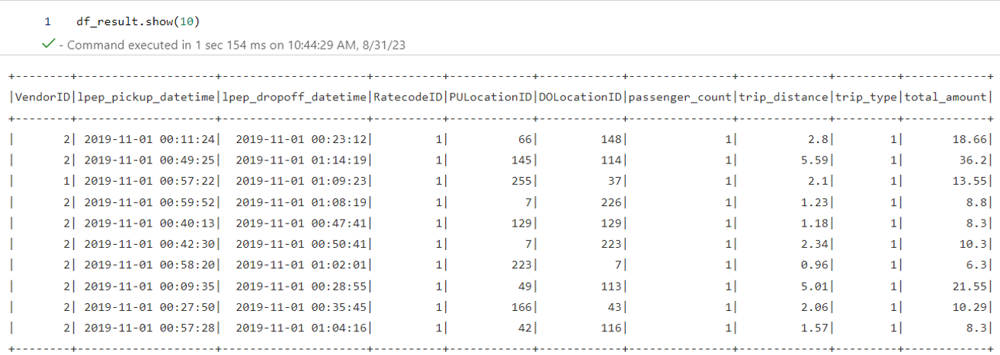 1 df_result.show(10)
- Command executed in 1 sec 154 ms on 10:44:29 AM, 8/31/23
+--------+--------------------+---------------------+----------+------------+------------+---------------+-------------+---------+------------+
|VendorID|lpep_pickup_datetime|lpep_dropoff_datetime|RatecodeID|PULocationID|DOLocationID|passenger_count|trip_distance|trip_type|total_amount|
+--------+--------------------+---------------------+----------+------------+------------+---------------+-------------+---------+------------+
|       2| 2019-11-01 00:11:24|  2019-11-01 00:23:12|         1|          66|         148|              1|          2.8|        1|       18.66|
|       2| 2019-11-01 00:49:25|  2019-11-01 01:14:19|         1|         145|         114|              1|         5.59|        1|        36.2|
|       1| 2019-11-01 00:57:22|  2019-11-01 01:09:23|         1|         255|          37|              1|          2.1|        1|       13.55|
|       2| 2019-11-01 00:59:52|  2019-11-01 01:08:19|         1|           7|         226|              1|         1.23|        1|         8.8|
|       2| 2019-11-01 00:40:13|  2019-11-01 00:47:41|         1|         129|         129|              1|         1.18|        1|         8.3|
|       2| 2019-11-01 00:42:30|  2019-11-01 00:50:41|         1|           7|         223|              1|         2.34|        1|        10.3|
|       2| 2019-11-01 00:58:20|  2019-11-01 01:02:01|         1|         223|           7|              1|         0.96|        1|         6.3|
|       2| 2019-11-01 00:09:35|  2019-11-01 00:28:55|         1|          49|         113|              1|         5.01|        1|       21.55|
|       2| 2019-11-01 00:27:50|  2019-11-01 00:35:45|         1|         166|          43|              1|         2.06|        1|       10.29|
|       2| 2019-11-01 00:57:28|  2019-11-01 01:04:16|         1|          42|         116|              1|         1.57|        1|         8.3|
+--------+--------------------+---------------------+----------+------------+------------+---------------+-------------+---------+------------+